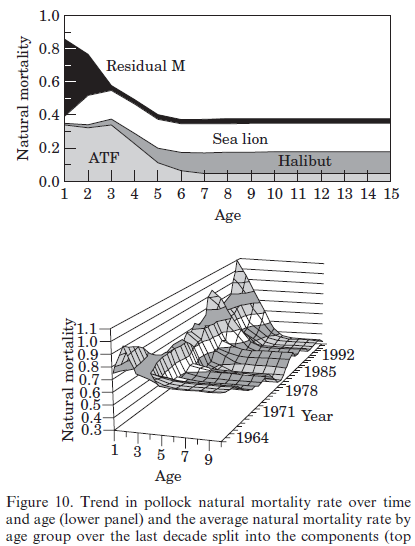 1.0
0.8
0.6
0.4
0.2
0.0
Natural mortality
Residual M
Sea lion
ATF
Halibut
1 2 3 4 5 6 7 8 9 10 11 12 13 14 15
Age
1.1
1.0
0.9
0.8
0.7
0.6
0.5
0.4
0.3
Natural mortality
1992
1985
1978
1971
1964
Year
1 3 5 7 9
Age
Figure 10. Trend in pollock natural mortality rate over time
and age (lower panel) and the average natural mortality rate by
age group over the last decade split into the components (top